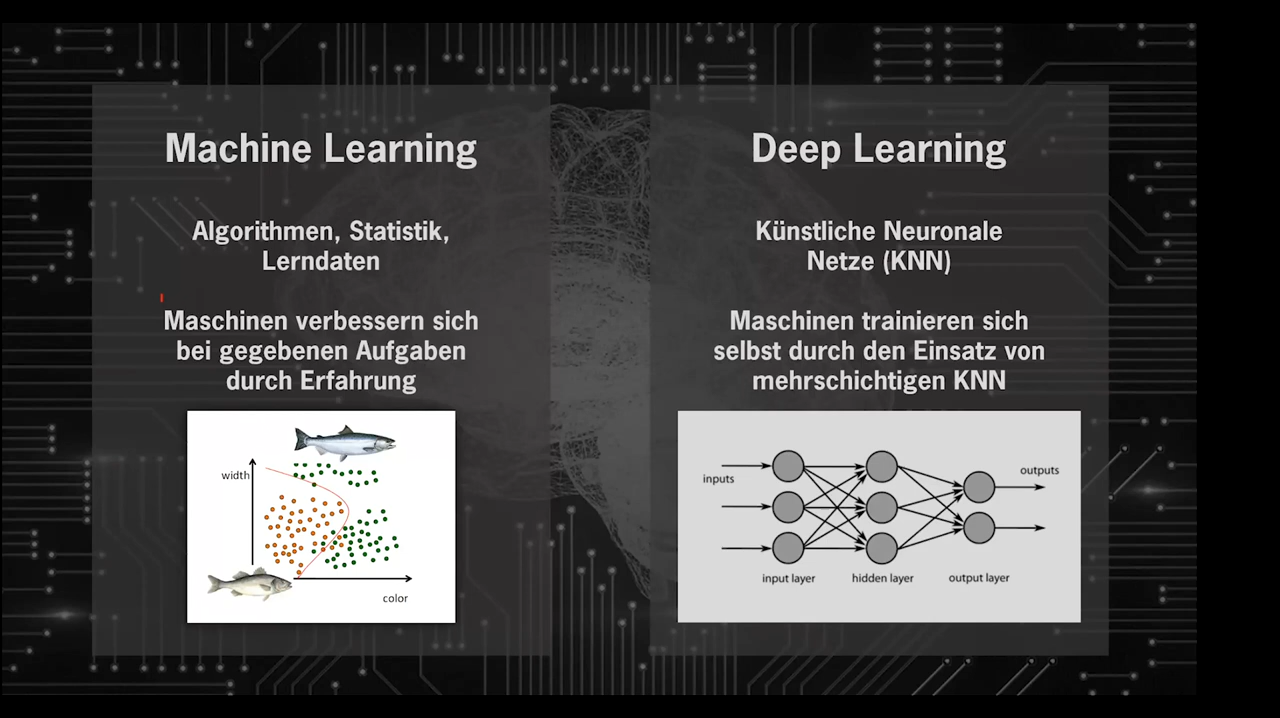 Machine Learning
Algorithmen, Statistik,
Lerndaten
Maschinen verbessern sich
bei gegebenen Aufgaben
durch Erfahrung
width
color
Deep Learning
Künstliche Neuronale
Netze (KNN)
Maschinen trainieren sich
selbst durch den Einsatz von
mehrschichtigen KNN
inputs
outputs
input layer
hidden layer
output layer